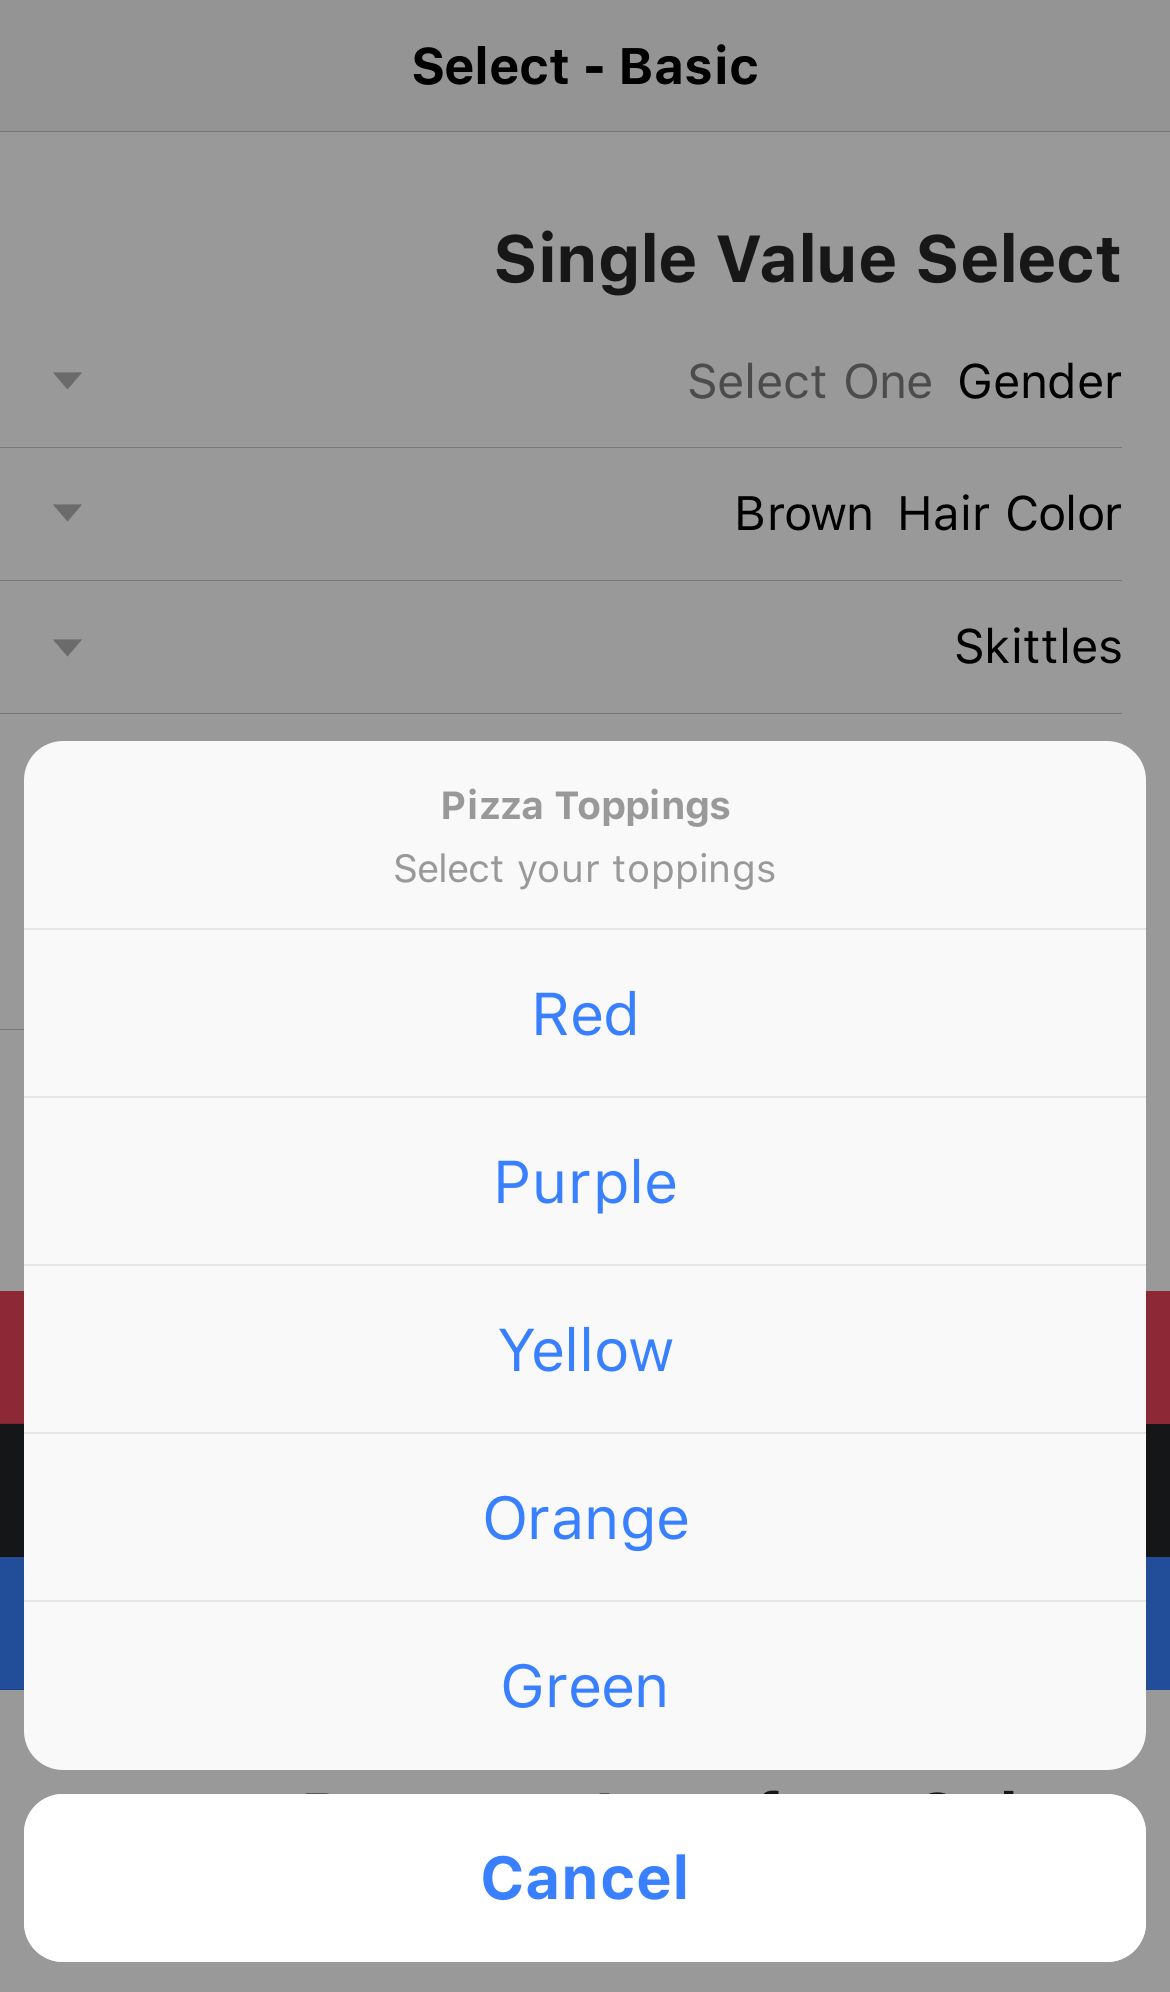 Select - Basic
Single Value Select
Select One Gender
Brown Hair Color
Skittles
Pizza Toppings
Select your toppings
Red
Purple
Yellow
Orange
Green
Cancel